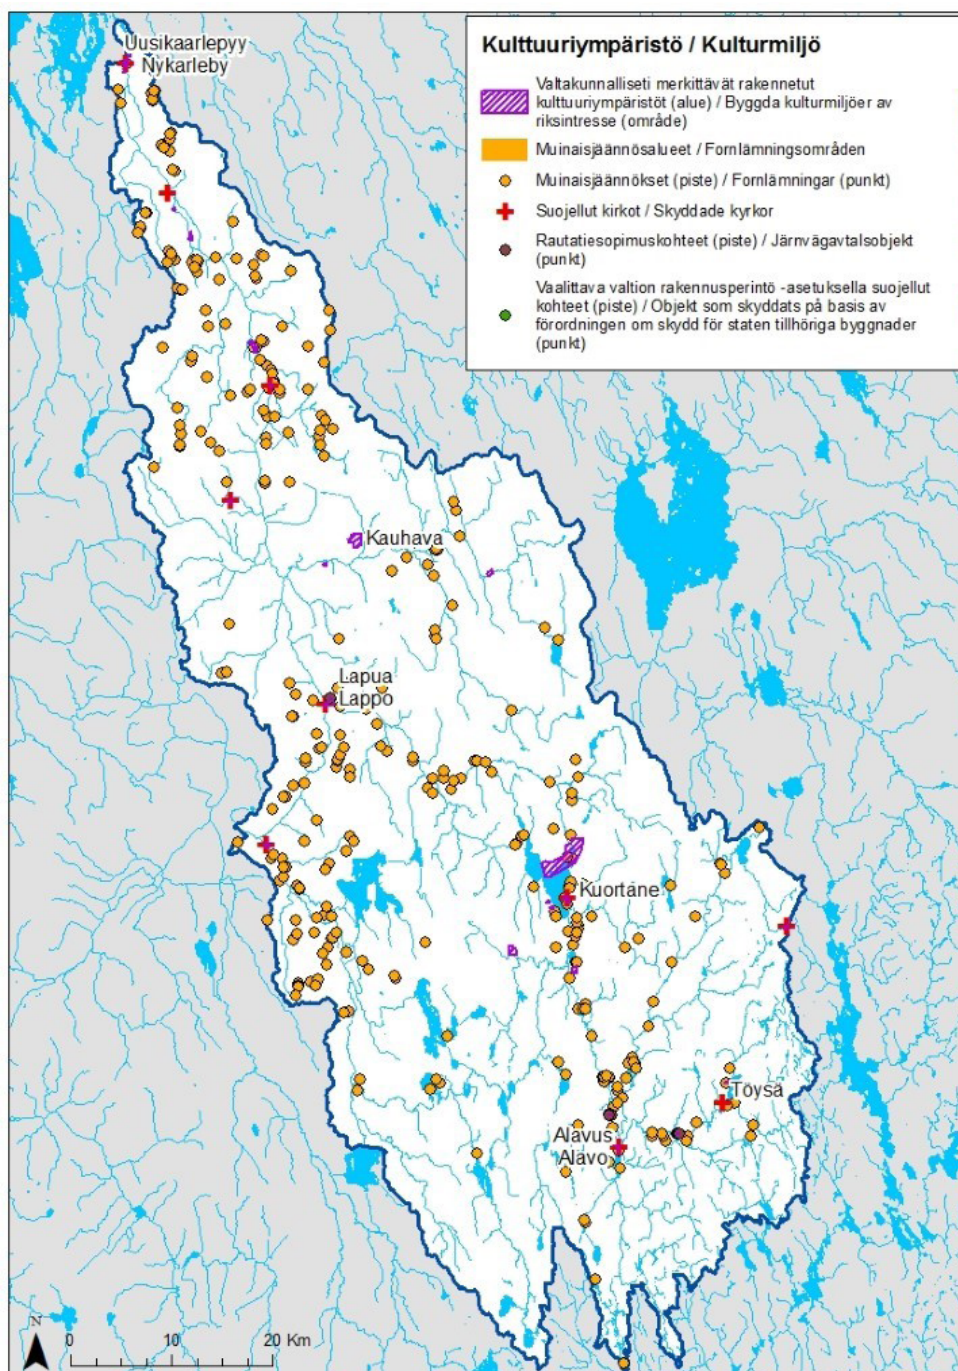 Uusikaarlepyy
Nykarleby
Kulttuuriympäristö / Kulturmiljö
Valtakunnalliseti merkittävät rakennetut
kulttuuriympäristöt (alue) / Byggda kulturmiljöer av
riksintresse (område)
Muinaisjäännösalueet / Fornlämningsområden
Muinaisjäännökset (piste) / Fornlämningar (punkt)
Suojellut kirkot / Skyddade kyrkor
Rautatiesopimuskohteet (piste) / Järnvägavtalsobjekt
(punkt)
Vaalittava valtion rakennusperintö -asetuksella suojellut
kohteet (piste) / Objekt som skyddats på basis av
förordningen om skydd för staten tillhöriga byggnader
(punkt)
Kauhava
Lapua
Lappo
Kuortane
Töysä
Alavus
Alavo
N
0 10 20 Km